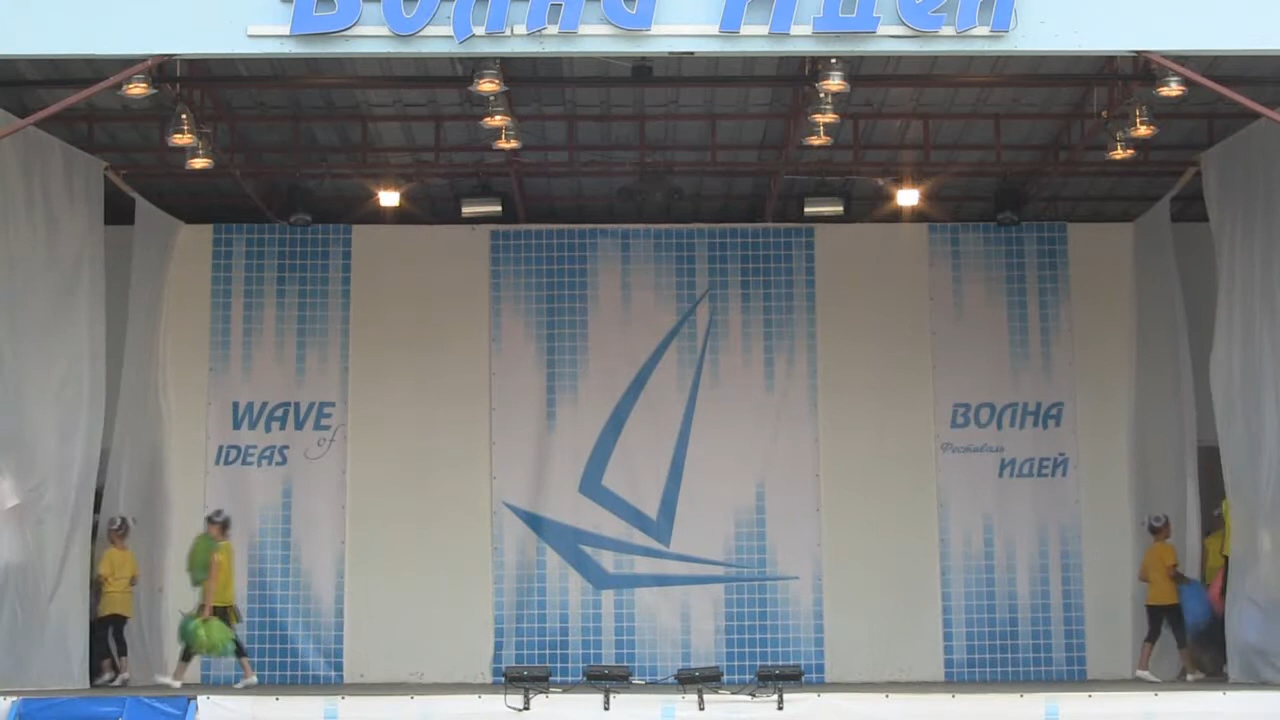 Волна Идей
WAVE
of
IDEAS
ВОЛНА
Фестиваль
ИДЕЙ